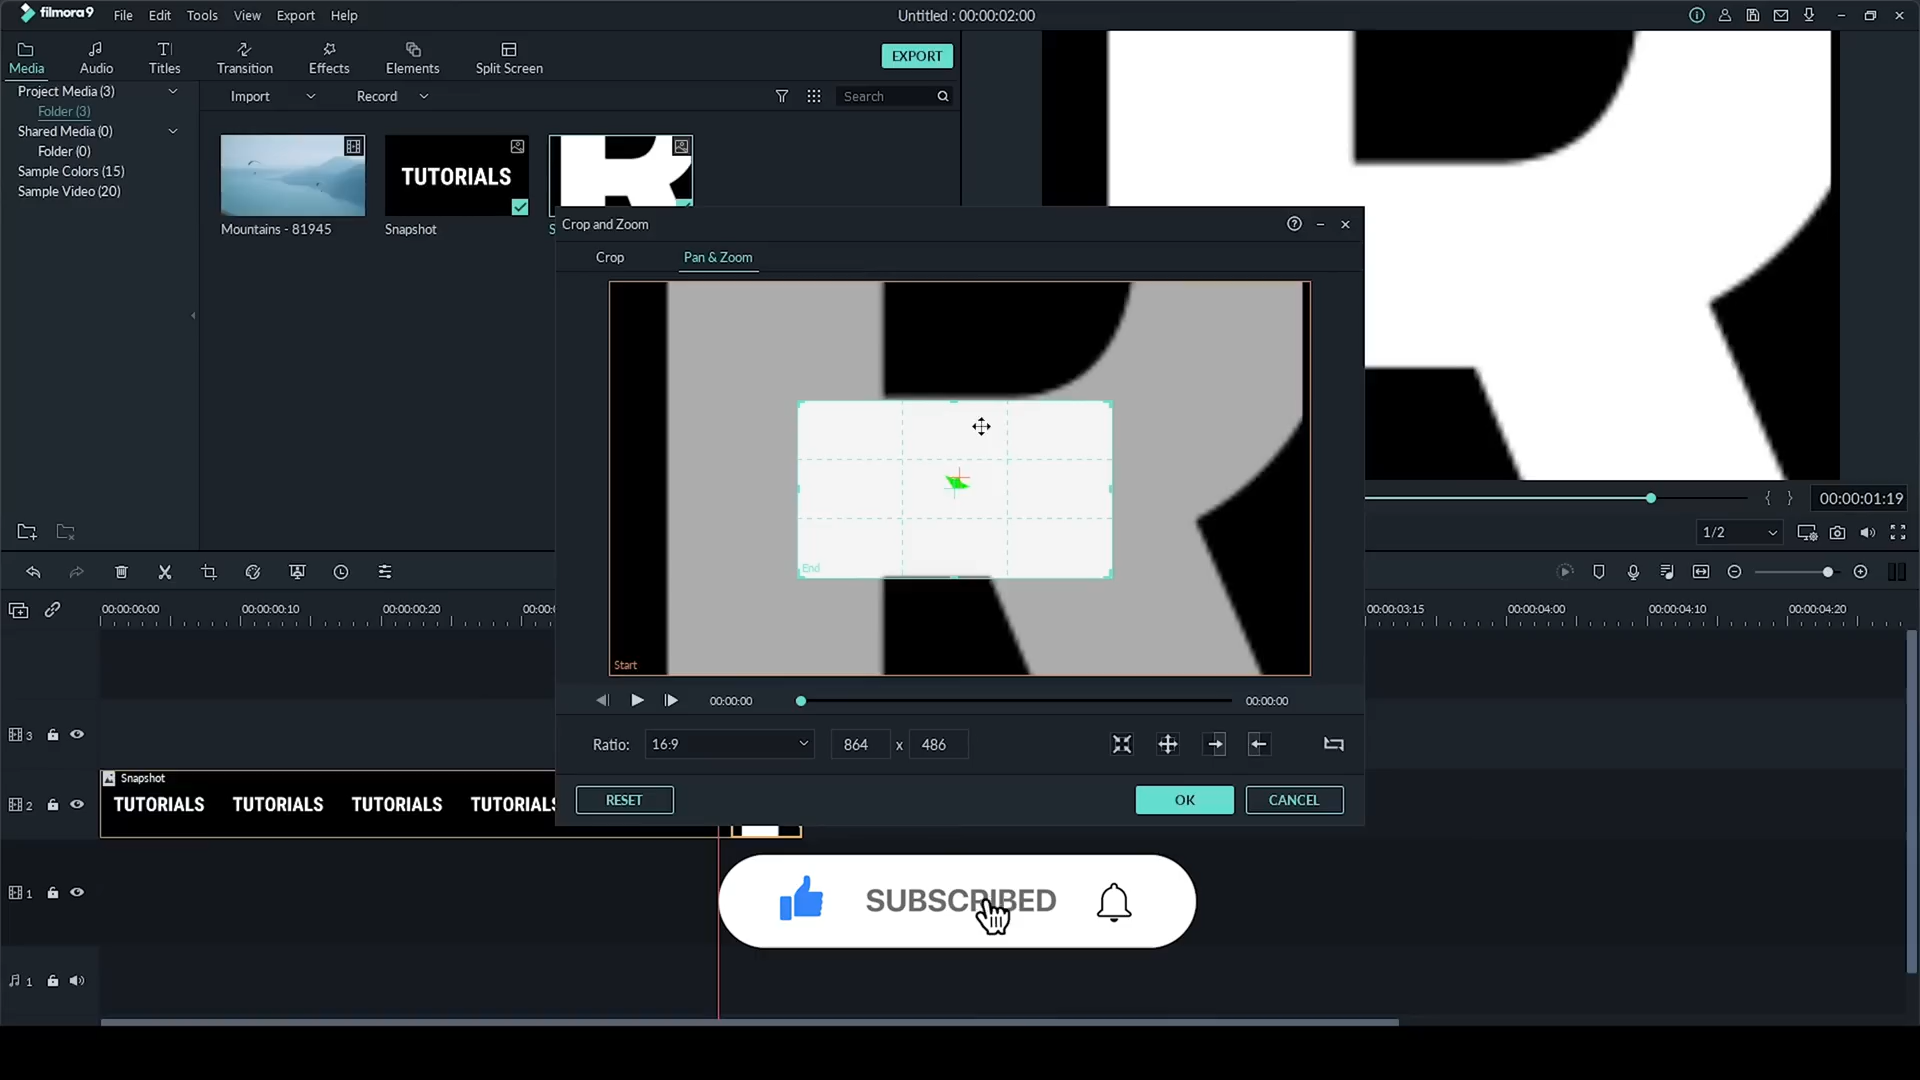 filmora9
File Edit Tools View Export Help
Untitled : 00:00:02:00
Media Audio Titles Transition Effects Elements Split Screen
EXPORT
Project Media (3)
Folder (3)
Shared Media (0)
Folder (0)
Sample Colors (15)
Sample Video (20)
Import Record Search
TUTORIALS
Mountains - 81945
Snapshot
Crop and Zoom
Crop Pan & Zoom
End
Start
00:00:00 00:00:00
Ratio: 16:9 864 x 486
RESET OK CANCEL
00:00:01:19
1/2
00:00:00:00 00:00:00:10 00:00:00:20 00:00:03:15 00:00:04:00 00:00:04:10 00:00:04:20
3
Snapshot
2 TUTORIALS TUTORIALS TUTORIALS TUTORIALS
SUBSCRIBED
1
1